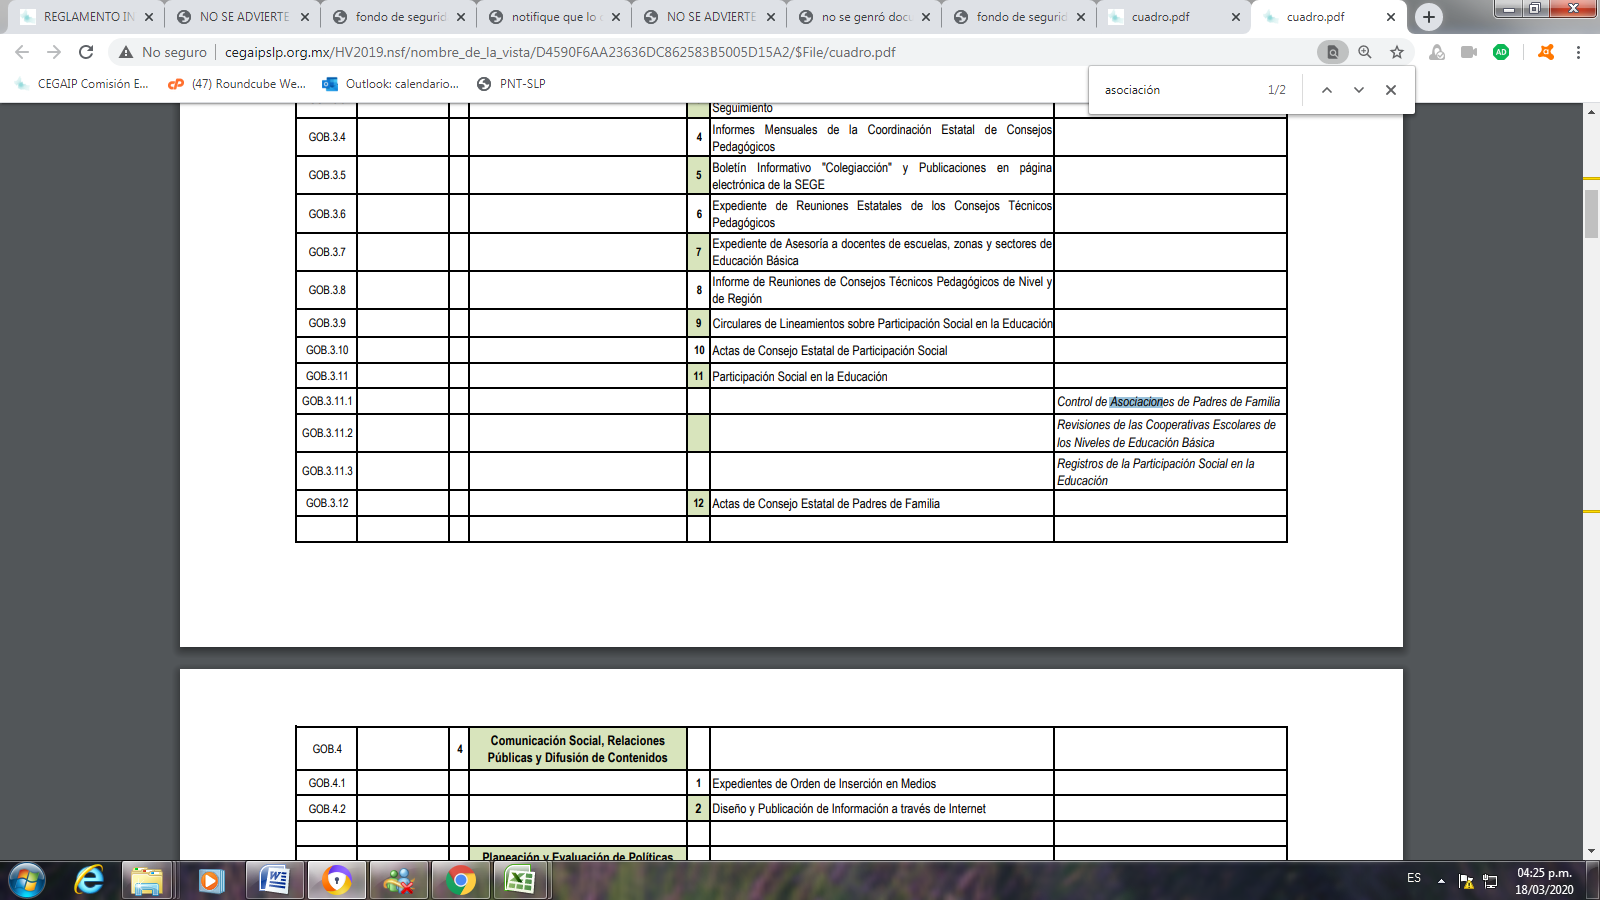 REGLAMENTO IN
NO SE ADVIERTE
fondo de segurid
notifique que lo
NO SE ADVIERTE
no se genró docu
fondo de segurid
cuadro.pdf
cuadro.pdf
No seguro
cegaipslp.org.mx/HV2019.nsf/nombre_de_la_vista/D4590F6AA23636DC862583B5005D15A2/$File/cuadro.pdf
CEGAIP Comisión E...
(47) Roundcube We...
Outlook: calendario...
PNT-SLP
asociación
1/2
Seguimiento
GOB.3.4
4
Informes Mensuales de la Coordinación Estatal de Consejos
Pedagógicos
GOB.3.5
5
Boletín Informativo "Colegiacción" y Publicaciones en página
electrónica de la SEGE
GOB.3.6
6
Expediente de Reuniones Estatales de los Consejos Técnicos
Pedagógicos
GOB.3.7
7
Expediente de Asesoría a docentes de escuelas, zonas y sectores de
Educación Básica
GOB.3.8
8
Informe de Reuniones de Consejos Técnicos Pedagógicos de Nivel y
de Región
GOB.3.9
9
Circulares de Lineamientos sobre Participación Social en la Educación
GOB.3.10
10
Actas de Consejo Estatal de Participación Social
GOB.3.11
11
Participación Social en la Educación
GOB.3.11.1
Control de Asociaciones de Padres de Familia
GOB.3.11.2
Revisiones de las Cooperativas Escolares de
los Niveles de Educación Básica
GOB.3.11.3
Registros de la Participación Social en la
Educación
GOB.3.12
12
Actas de Consejo Estatal de Padres de Familia
GOB.4
4
Comunicación Social, Relaciones
Públicas y Difusión de Contenidos
GOB.4.1
1
Expedientes de Orden de Inserción en Medios
GOB.4.2
2
Diseño y Publicación de Información a través de Internet
Planeación y Evaluación de Políticas
ES
04:25 p.m.
18/03/2020